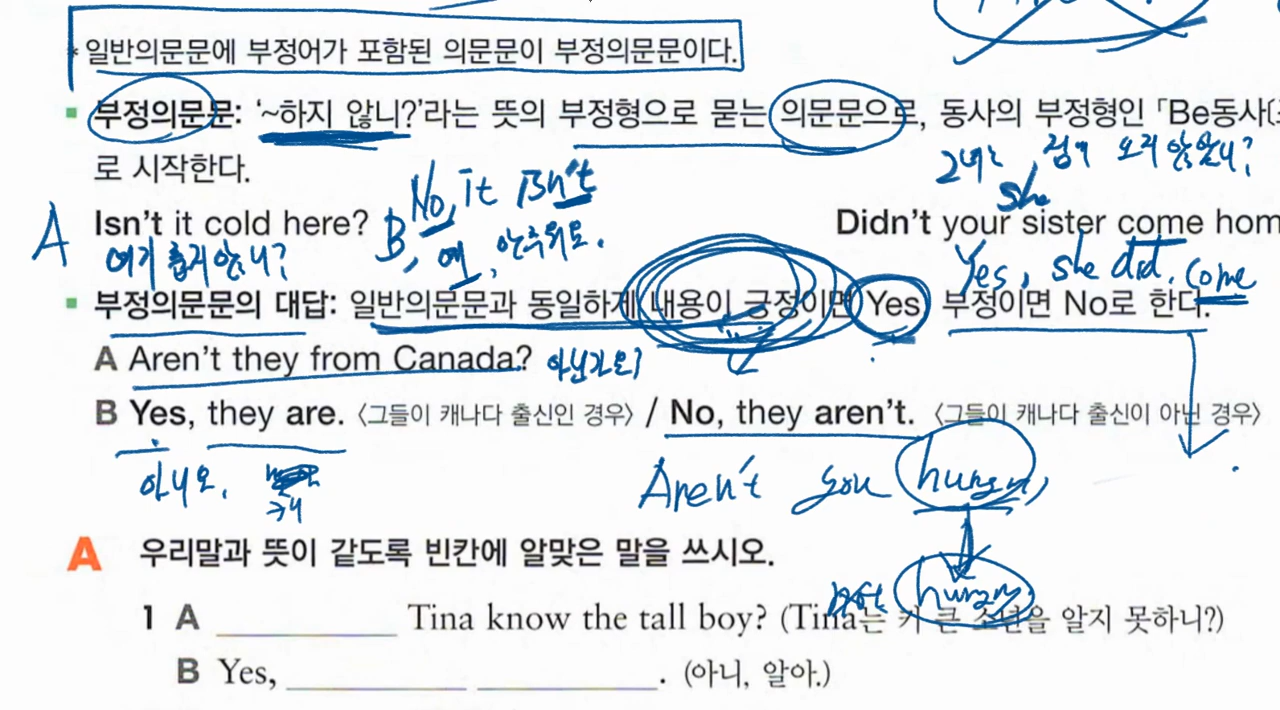 * 일반의문문에 부정어가 포함된 의문문이 부정의문문이다.
부정의문문: '~하지 않니?'라는 뜻의 부정형으로 묻는 의문문으로, 동사의 부정형인 「Be동사
로 시작한다.
그녀는 , 집에 오지 않았니?
she
No, it isn't
A Isn't it cold here? B, Didn't your sister come hom
여기 춥지 않니? 예, 안추워요. Yes, she did. come
부정의문문의 대답: 일반의문문과 동일하게 내용이 긍정이면 Yes 부정이면 No로 한다.
A Aren't they from Canada? 아닌가요?
B Yes, they are. 〈그들이 캐나다 출신인 경우〉 / No, they aren't. 〈그들이 캐나다 출신이 아닌 경우〉
아니오,
Aren't you hungry,
A 우리말과 뜻이 같도록 빈칸에 알맞은 말을 쓰시오.
not hungry
1 A ________ Tina know the tall boy? (Tina는 키 큰 소년을 알지 못하니?)
B Yes, ________ ________. (아니, 알아.)